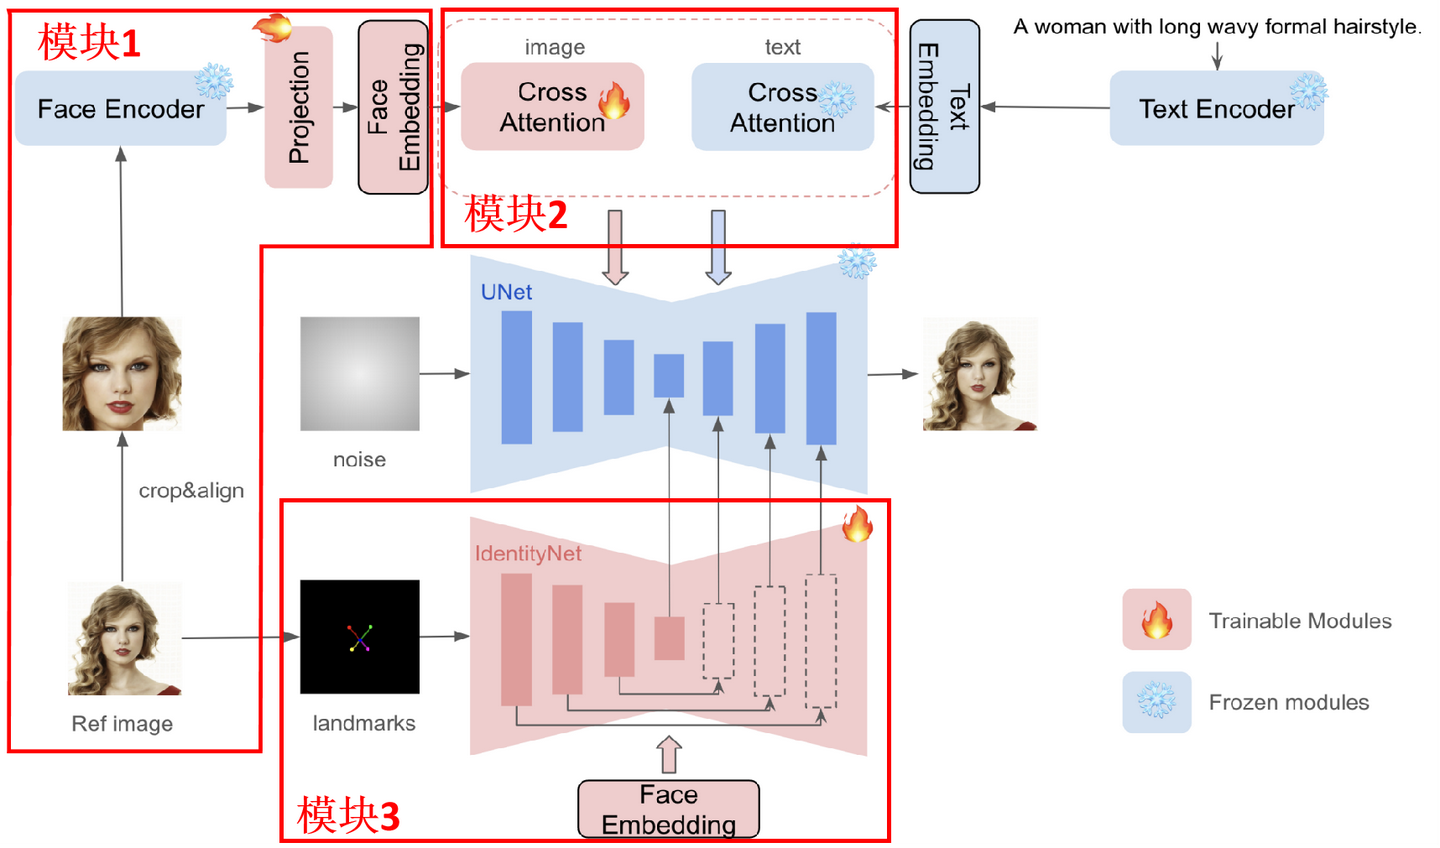 模块1
Face Encoder
Projection
Face
Embedding
模块2
image
Cross
Attention
text
Cross
Attention
Text
Embedding
A woman with long wavy formal hairstyle.
Text Encoder
UNet
noise
crop&align
Ref image
landmarks
IdentityNet
模块3
Face
Embedding
Trainable Modules
Frozen modules